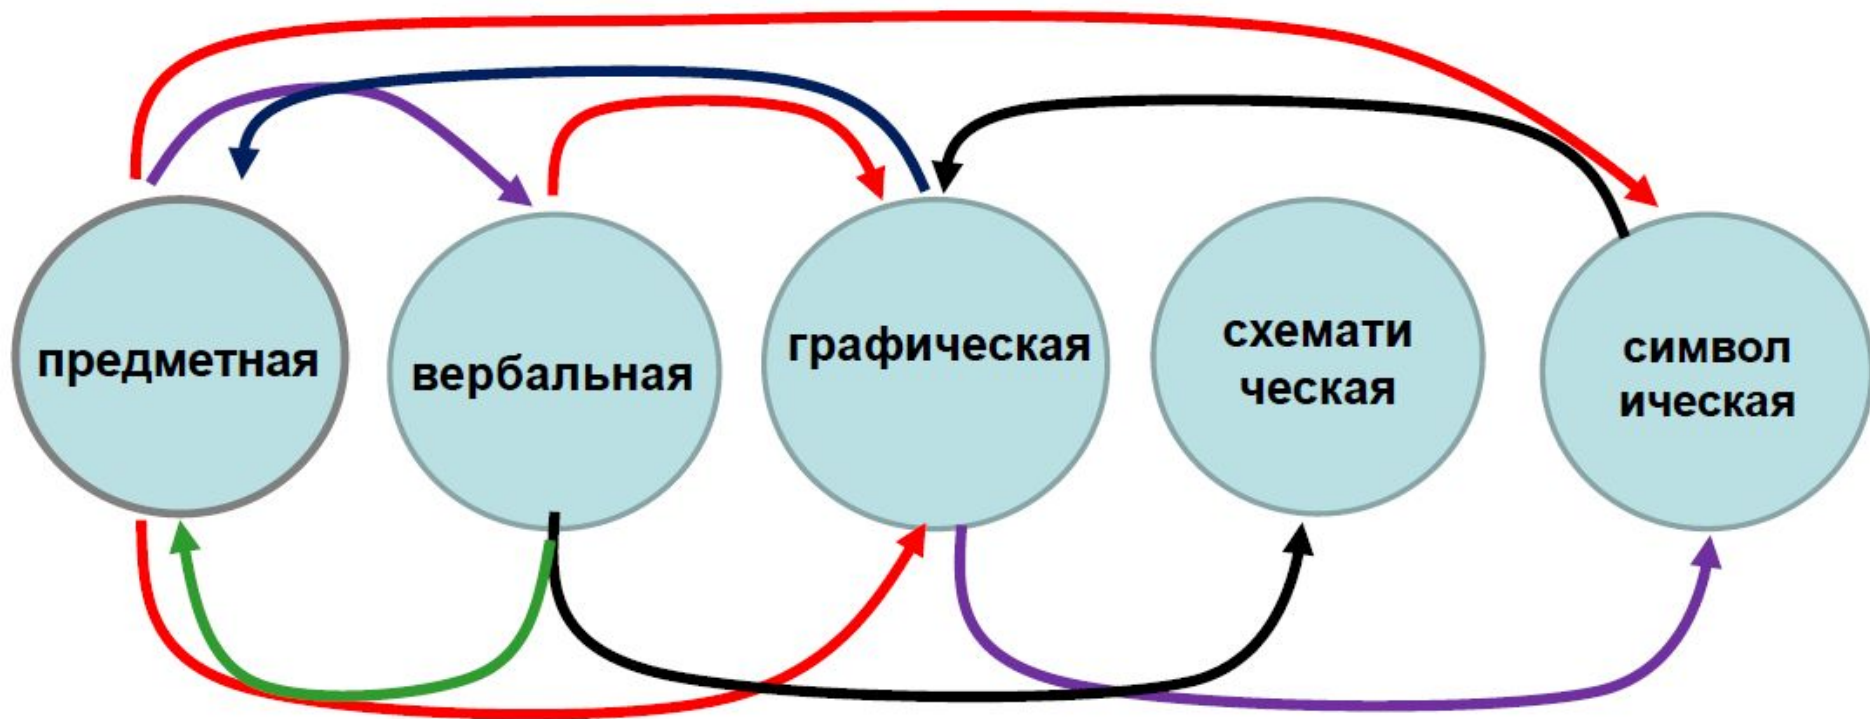 предметная
вербальная
графическая
схемати
ческая
символ
ическая